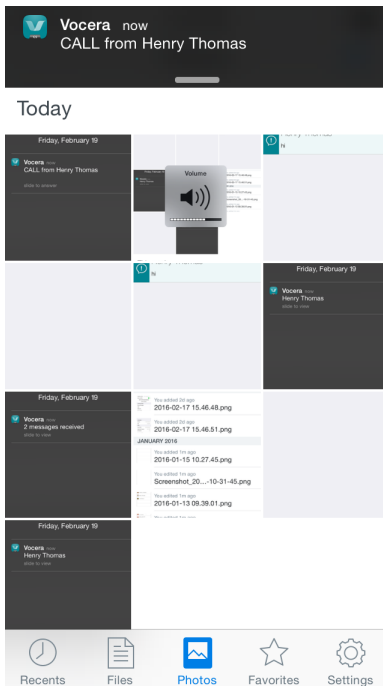 Vocera now
CALL from Henry Thomas
Today
Friday, February 19
Vocera now
CALL from Henry Thomas
slide to answer
Volume
Henry Thomas
N
N
Friday, February 19
Vocera now
Henry Thomas
slide to view
Friday, February 19
Vocera now
2 messages received
slide to view
You added 2d ago
2016-02-17 15.46.48.png
You added 2d ago
2016-02-17 15.46.51.png
JANUARY 2016
You added 1m ago
2016-01-15 10.27.45.png
You added 1m ago
Screenshot_20...-10-31-45.png
You added 1m ago
2016-01-13 09.39.01.png
Friday, February 19
Vocera now
Henry Thomas
slide to view
Recents
Files
Photos
Favorites
Settings